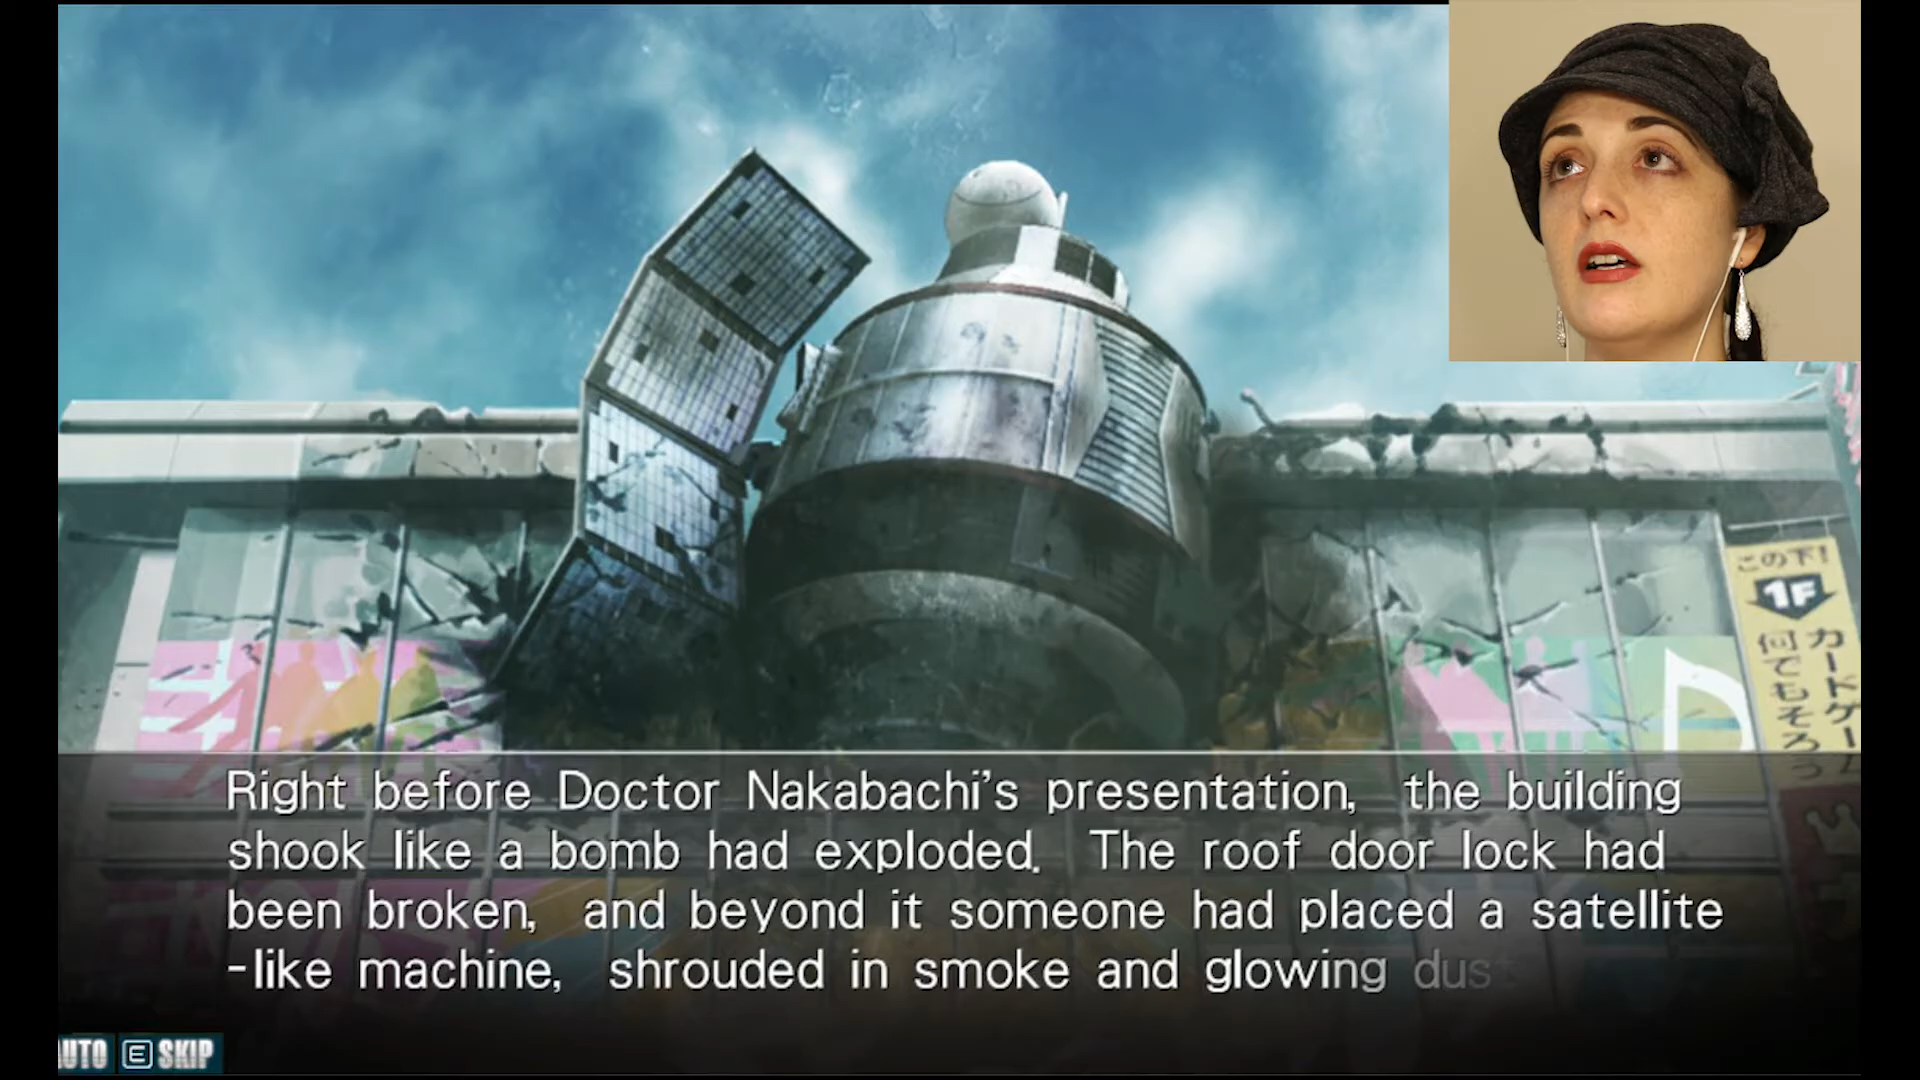 Right before Doctor Nakabachi's presentation, the building
shook like a bomb had exploded. The roof door lock had
been broken, and beyond it someone had placed a satellite
-like machine, shrouded in smoke and glowing dus
この下!
1F
カードゲーム
何でもそろう
AUTO E SKIP